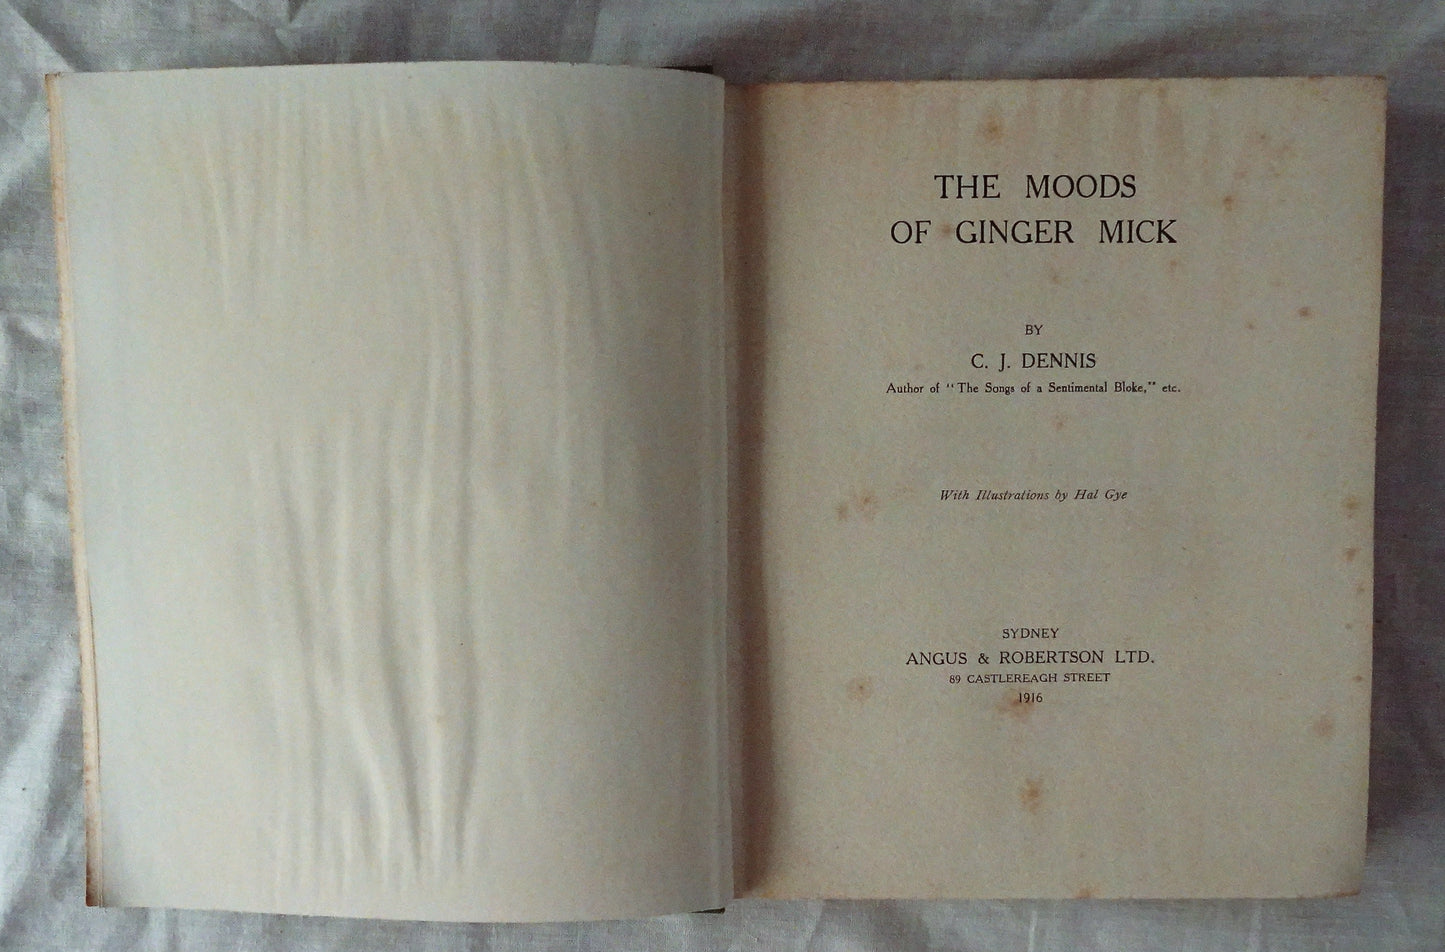 THE MOODS
OF GINGER MICK
BY
C. J. DENNIS
Author of "The Songs of a Sentimental Bloke," etc.
With Illustrations by Hal Gye
SYDNEY
ANGUS & ROBERTSON LTD.
89 CASTLEREAGH STREET
1916